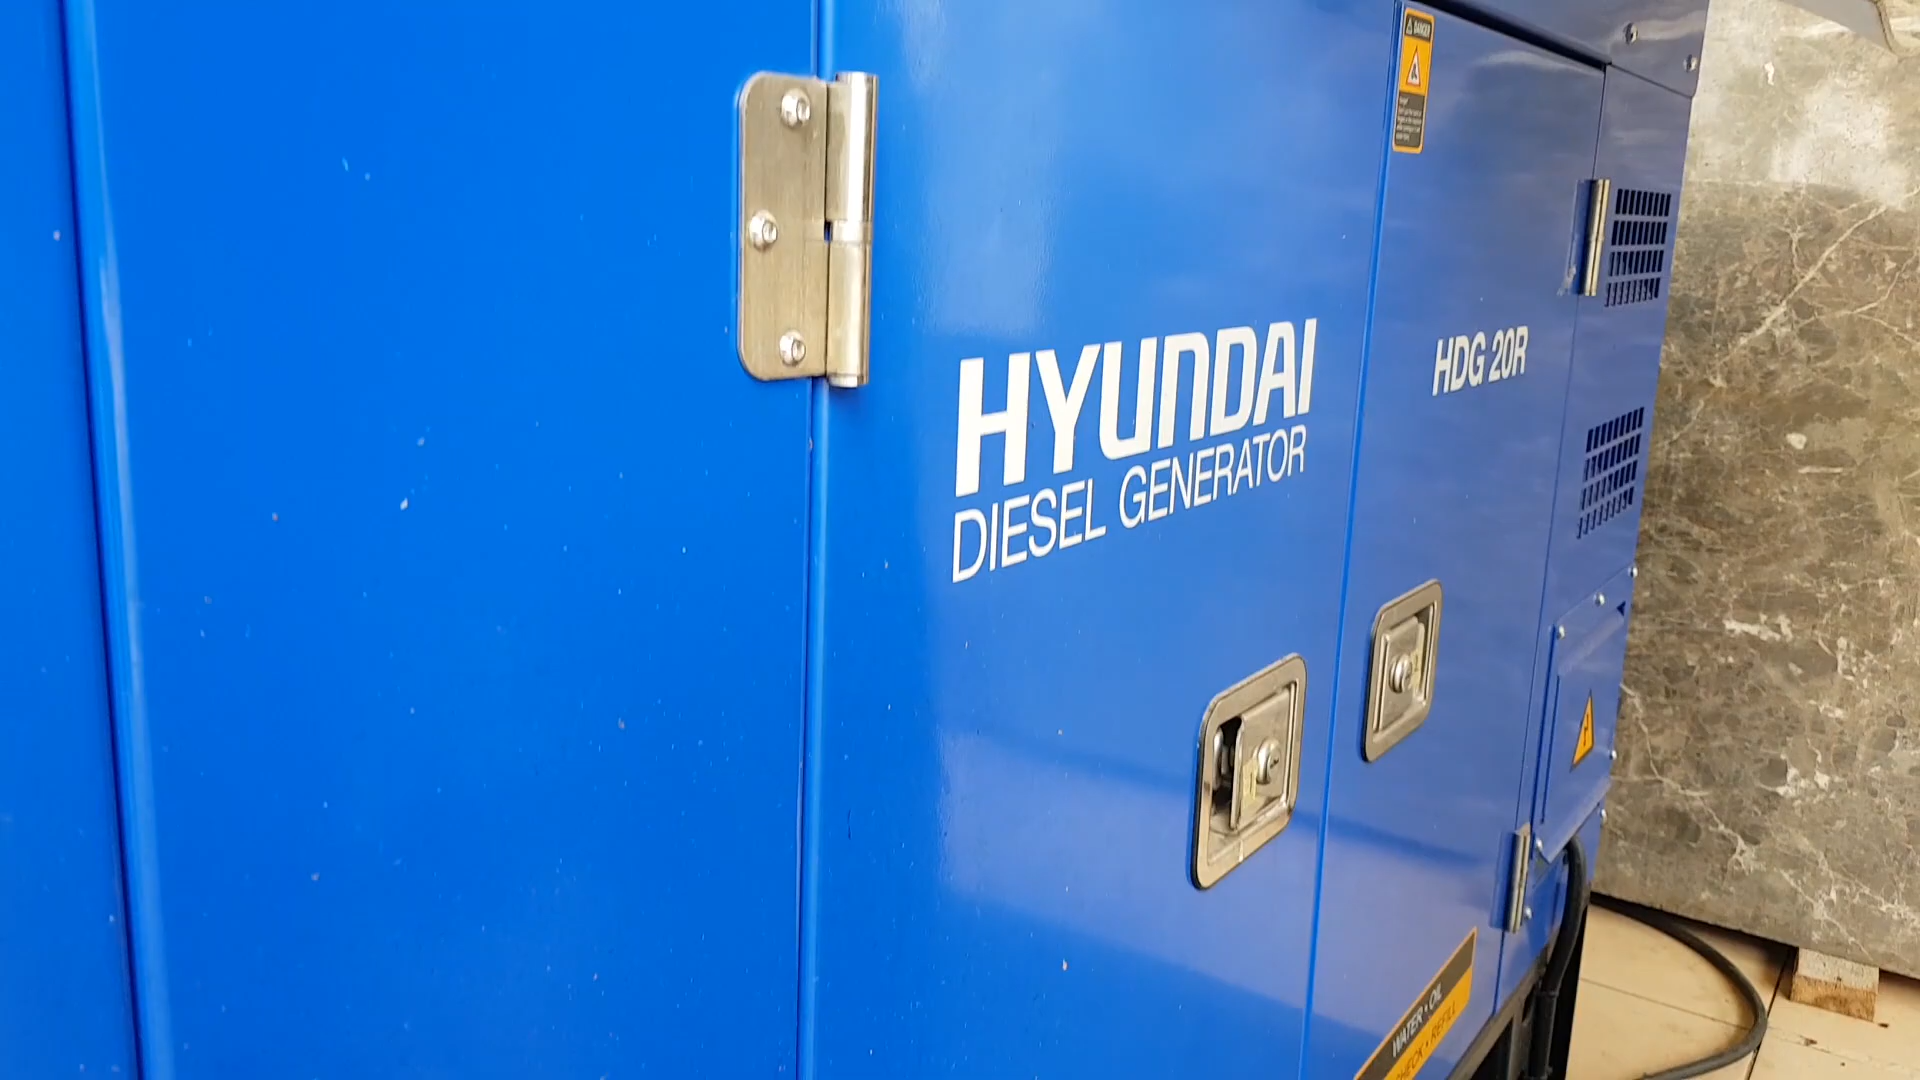 DANGER
HYUNDAI
DIESEL GENERATOR
HDG 20R
WATER • OIL
CHECK • REFILL